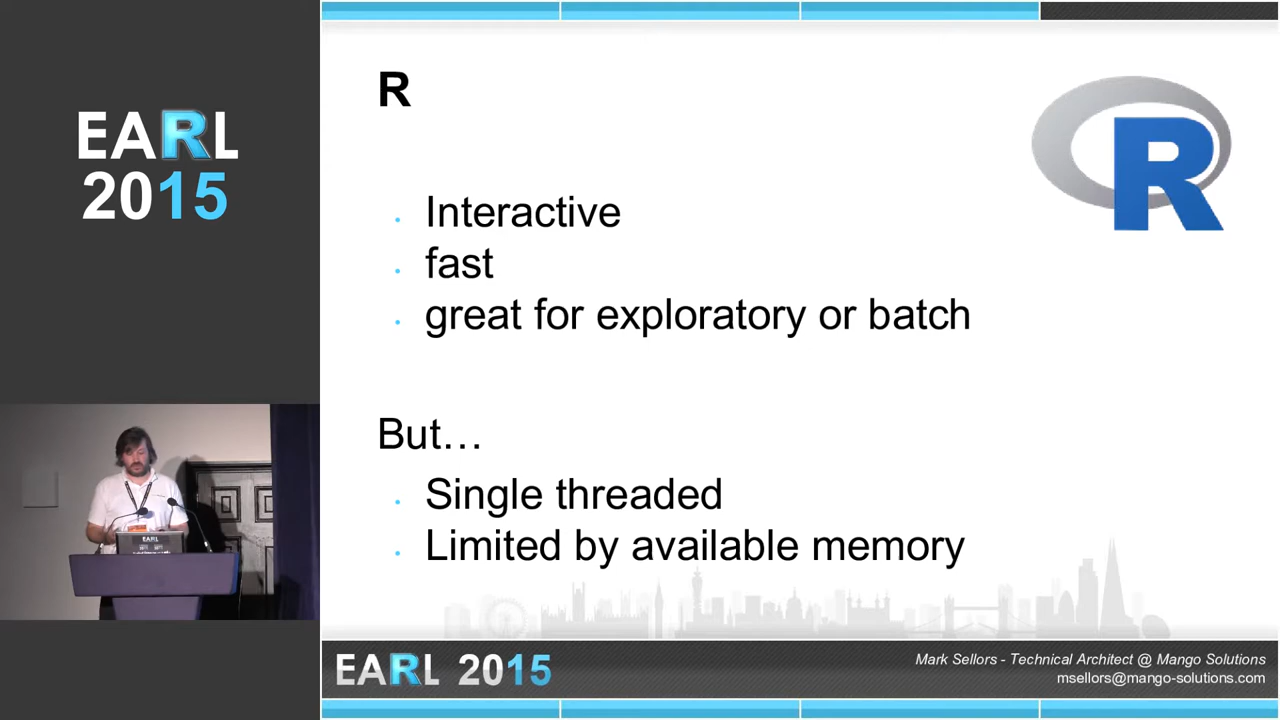 EARL
2015
R
R
Interactive
fast
great for exploratory or batch
But…
Single threaded
Limited by available memory
EARL
EARL 2015
Mark Sellors - Technical Architect @ Mango Solutions
msellors@mango-solutions.com